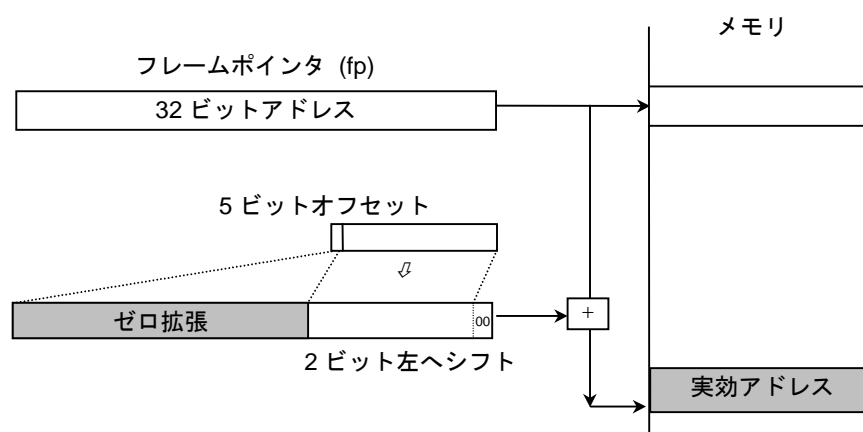 メモリ
フレームポインタ (fp)
32 ビットアドレス
5 ビットオフセット
⇩
ゼロ拡張
00
+
2 ビット左へシフト
実効アドレス